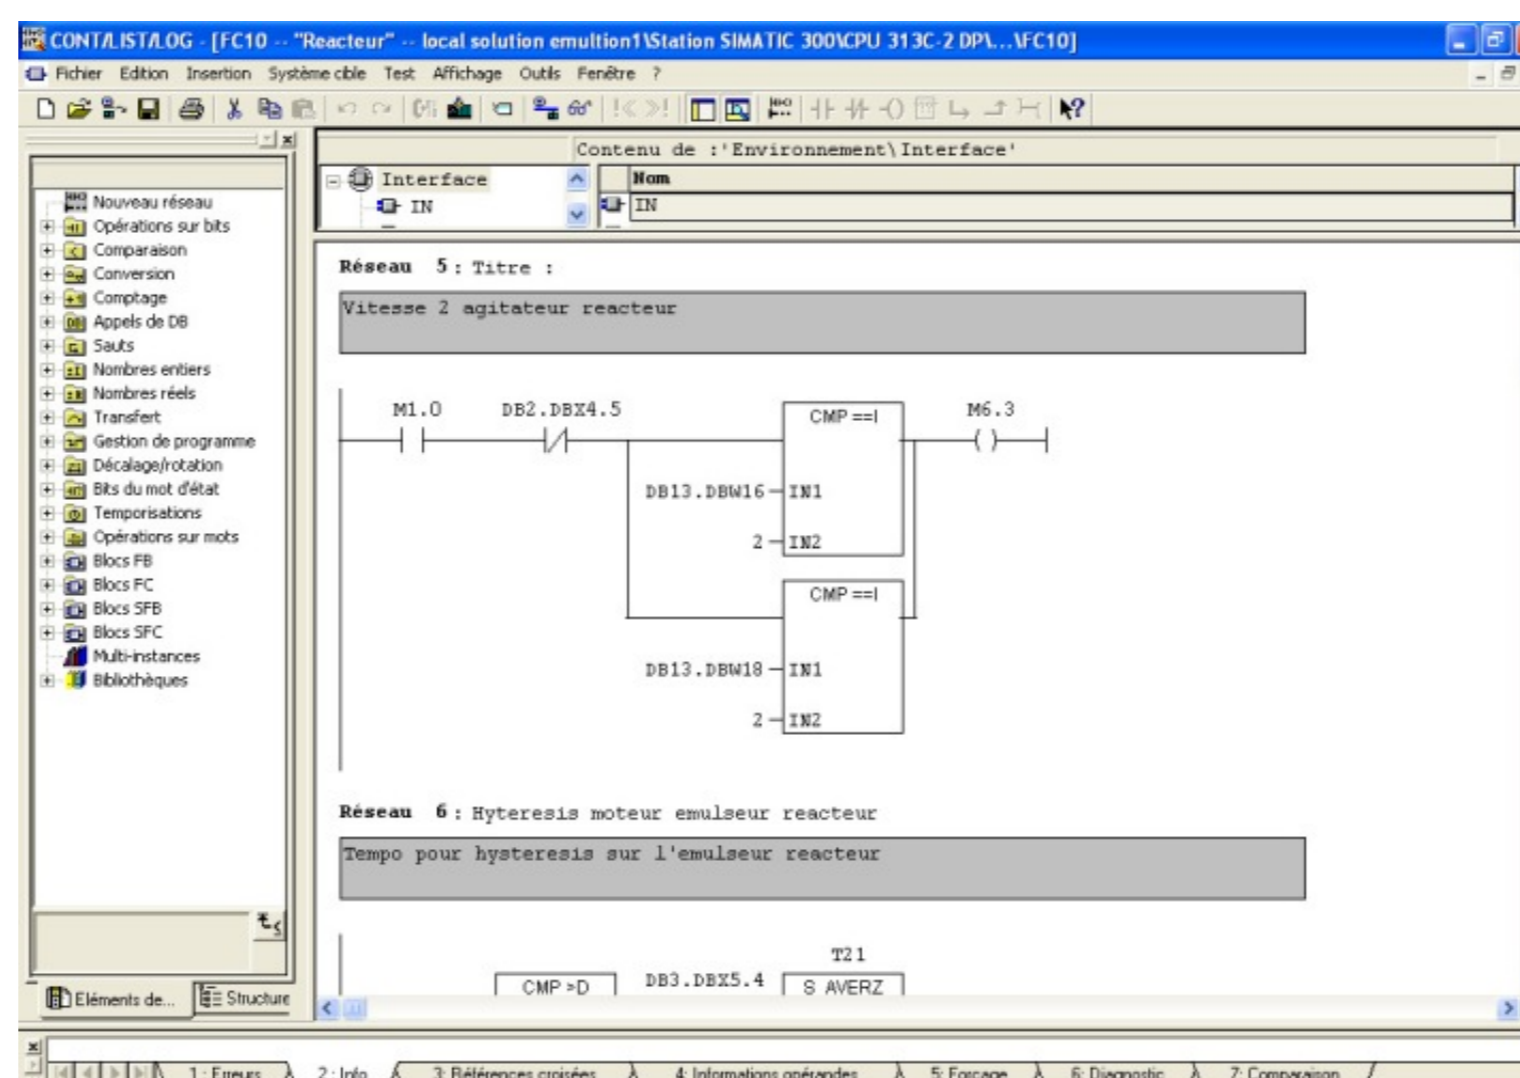 CONT/LIST/LOG - [FC10 -- "Reacteur" -- local solution emultion1\Station SIMATIC 300\CPU 313C-2 DP\...\FC10]
Fichier Edition Insertion Système cible Test Affichage Outils Fenêtre ?
Contenu de :'Environnement\Interface'
Interface
IN
Nom
IN
Nouveau réseau
Opérations sur bits
Comparaison
Conversion
Comptage
Appels de DB
Sauts
Nombres entiers
Nombres réels
Transfert
Gestion de programme
Décalage/rotation
Bits du mot d'état
Temporisations
Opérations sur mots
Blocs FB
Blocs FC
Blocs SFB
Blocs SFC
Multi-instances
Bibliothèques
Eléments de... Structure
Réseau 5 : Titre :
Vitesse 2 agitateur reacteur
M1.0 DB2.DBX4.5 CMP ==I M6.3
DB13.DBW16 IN1
2 IN2
CMP ==I
DB13.DBW18 IN1
2 IN2
Réseau 6 : Hyteresis moteur emulseur reacteur
Tempo pour hysteresis sur l'emulseur reacteur
T21
CMP >D DB3.DBX5.4 S_AVERZ
1 : Erreurs 2 : Info 3: Références croisées 4: Informations opérandes 5: Forçage 6: Diagnostic 7: Comparaison